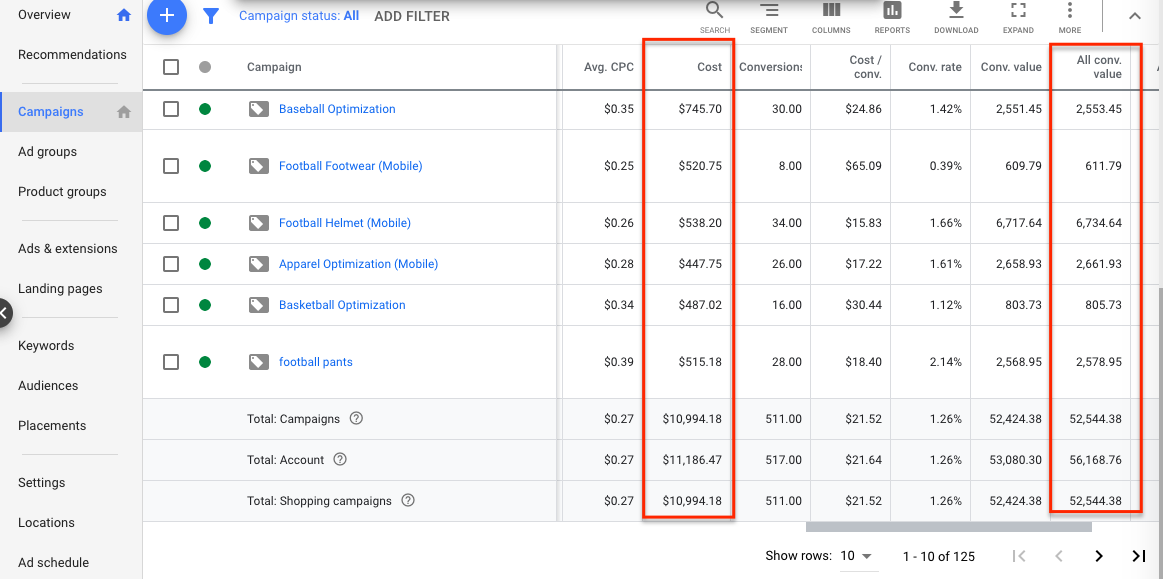 Overview
Recommendations
Campaigns
Ad groups
Product groups
Ads & extensions
Landing pages
Keywords
Audiences
Placements
Settings
Locations
Ad schedule
Campaign status: All ADD FILTER
SEARCH SEGMENT COLUMNS REPORTS DOWNLOAD EXPAND MORE
Campaign Avg. CPC Cost Conversions Cost / conv. Conv. rate Conv. value All conv. value
Baseball Optimization $0.35 $745.70 30.00 $24.86 1.42% 2,551.45 2,553.45
Football Footwear (Mobile) $0.25 $520.75 8.00 $65.09 0.39% 609.79 611.79
Football Helmet (Mobile) $0.26 $538.20 34.00 $15.83 1.66% 6,717.64 6,734.64
Apparel Optimization (Mobile) $0.28 $447.75 26.00 $17.22 1.61% 2,658.93 2,661.93
Basketball Optimization $0.34 $487.02 16.00 $30.44 1.12% 803.73 805.73
football pants $0.39 $515.18 28.00 $18.40 2.14% 2,568.95 2,578.95
Total: Campaigns ? $0.27 $10,994.18 511.00 $21.52 1.26% 52,424.38 52,544.38
Total: Account ? $0.27 $11,186.47 517.00 $21.64 1.26% 53,080.30 56,168.76
Total: Shopping campaigns ? $0.27 $10,994.18 511.00 $21.52 1.26% 52,424.38 52,544.38
Show rows: 10 1 - 10 of 125